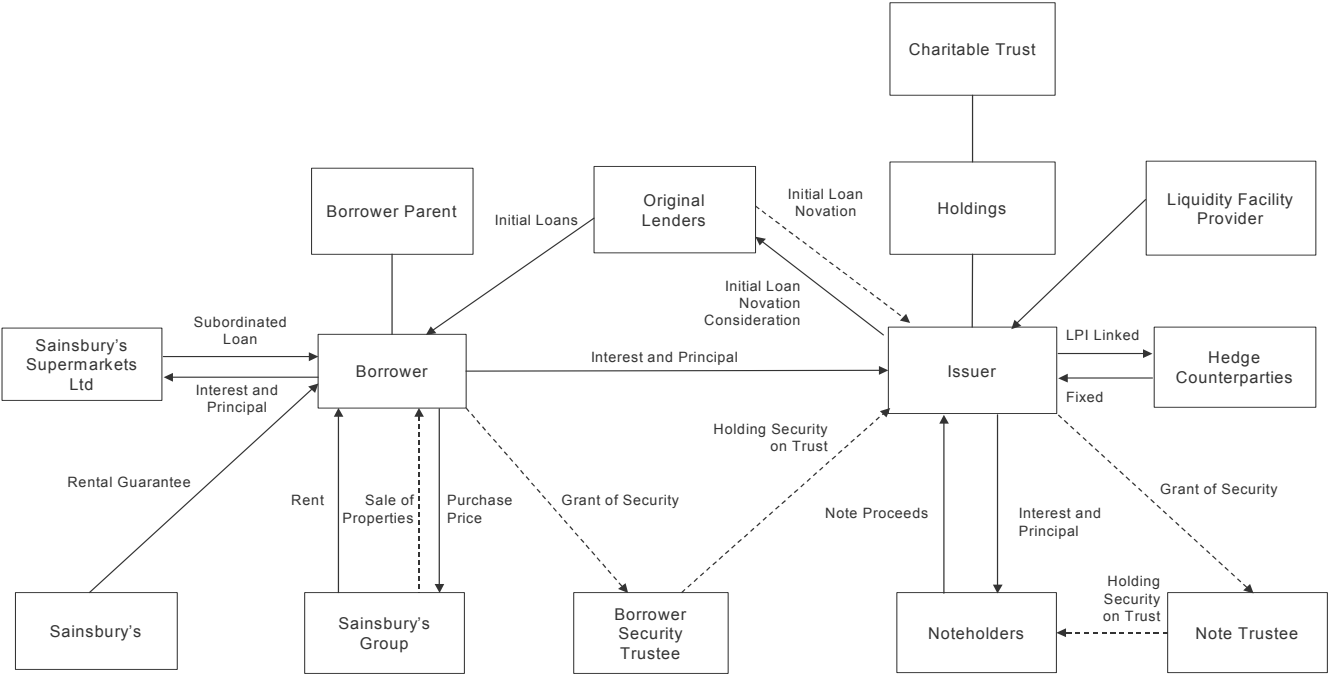 Charitable Trust
Borrower Parent
Initial Loans
Original
Lenders
Initial Loan
Novation
Holdings
Liquidity Facility
Provider
Initial Loan
Novation
Consideration
Sainsbury's
Supermarkets
Ltd
Subordinated
Loan
Interest and
Principal
Borrower
Interest and Principal
Issuer
LPI Linked
Fixed
Hedge
Counterparties
Rental Guarantee
Rent
Sale of
Properties
Purchase
Price
Grant of Security
Holding Security
on Trust
Note Proceeds
Interest and
Principal
Grant of Security
Holding
Security
on Trust
Sainsbury's
Sainsbury's
Group
Borrower
Security
Trustee
Noteholders
Note Trustee